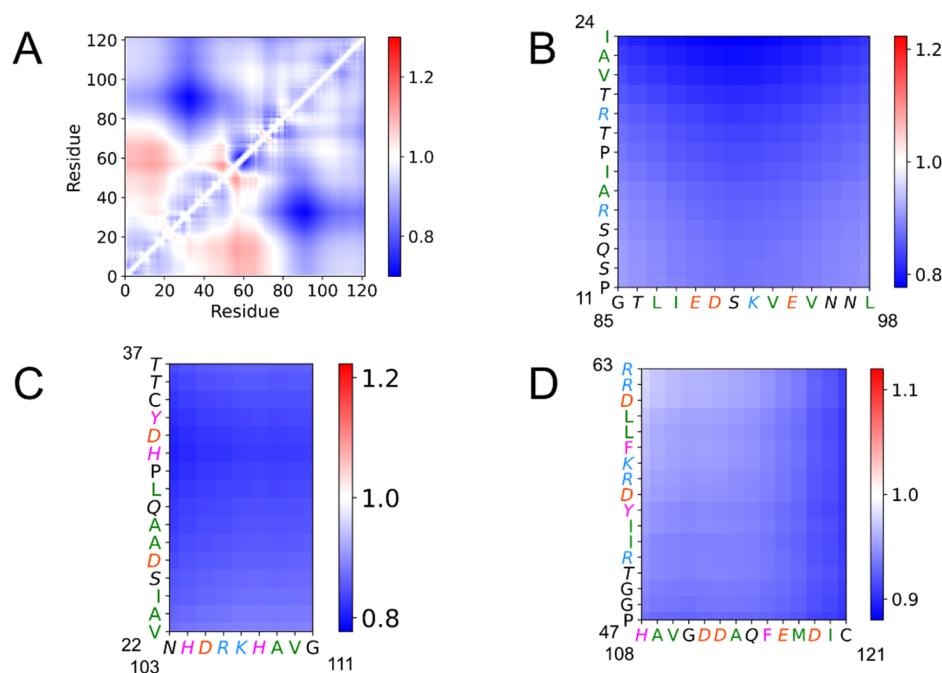 A
120
100
80
60
40
20
0
Residue
0 20 40 60 80 100 120
Residue
1.2
1.0
0.8
B
24
I
A
V
T
R
T
P
I
A
R
S
Q
S
P
11
G T L I E D S K V E V N N L
85 98
1.2
1.0
0.8
C
37
T
T
C
Y
D
H
P
L
Q
A
A
D
S
I
A
V
22
N H D R K H A V G
103 111
1.2
1.0
0.8
D
63
R
R
D
L
L
F
K
R
D
Y
I
I
R
T
G
G
P
47
H A V G D D A Q F E M D I C
108 121
1.1
1.0
0.9